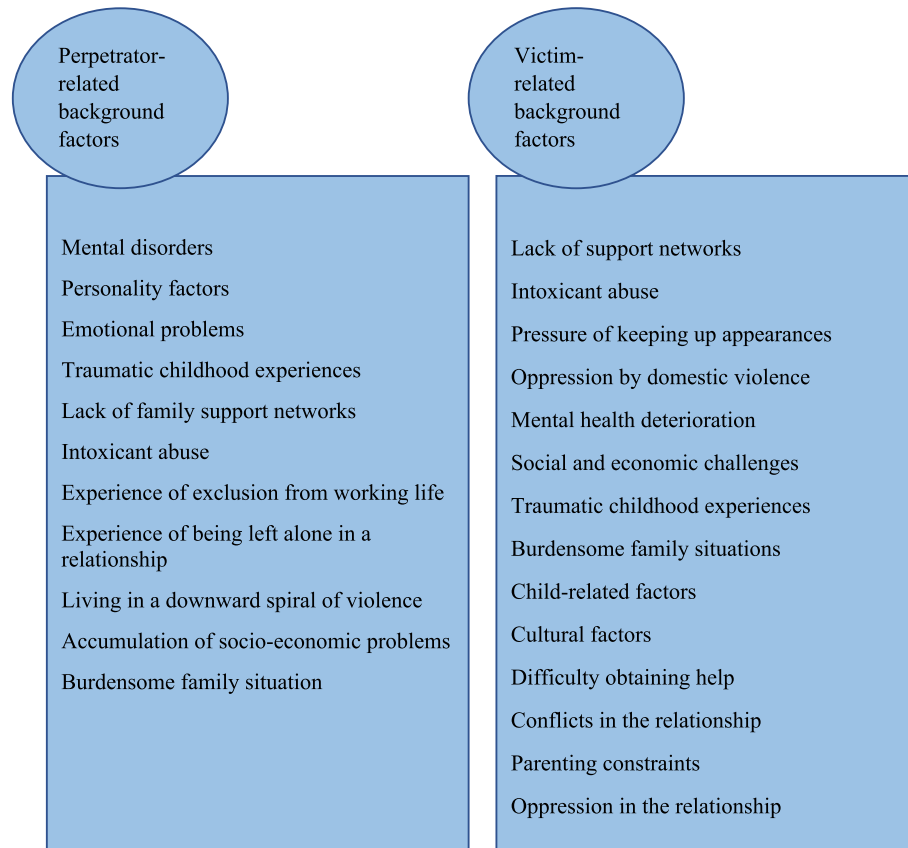 Perpetrator-
related
background
factors
Mental disorders
Personality factors
Emotional problems
Traumatic childhood experiences
Lack of family support networks
Intoxicant abuse
Experience of exclusion from working life
Experience of being left alone in a
relationship
Living in a downward spiral of violence
Accumulation of socio-economic problems
Burdensome family situation
Victim-
related
background
factors
Lack of support networks
Intoxicant abuse
Pressure of keeping up appearances
Oppression by domestic violence
Mental health deterioration
Social and economic challenges
Traumatic childhood experiences
Burdensome family situations
Child-related factors
Cultural factors
Difficulty obtaining help
Conflicts in the relationship
Parenting constraints
Oppression in the relationship